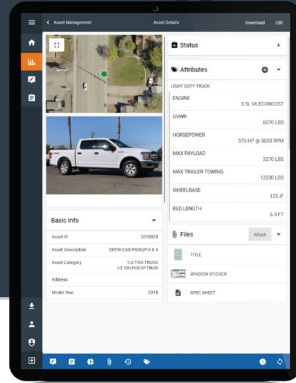 Asset Management
Asset Details
Download
Edit
Status
Attributes
LIGHT DUTY TRUCK
ENGINE
3.5L V6 ECOBOOST
GVWR
6270 LBS
HORSEPOWER
375 HP @ 5000 RPM
MAX PAYLOAD
3270 LBS
MAX TRAILER TOWING
13200 LBS
WHEELBASE
122.4"
BED LENGTH
6.5 FT
Basic Info
Asset ID
Asset Description
CREW CAB PICKUP 4 X 4
Asset Category
1/2 TON TRUCK
1/2 TON PICK UP TRUCK
Address
Model Year
2018
Files
Attach
TITLE
WINDOW STICKER
SPEC SHEET